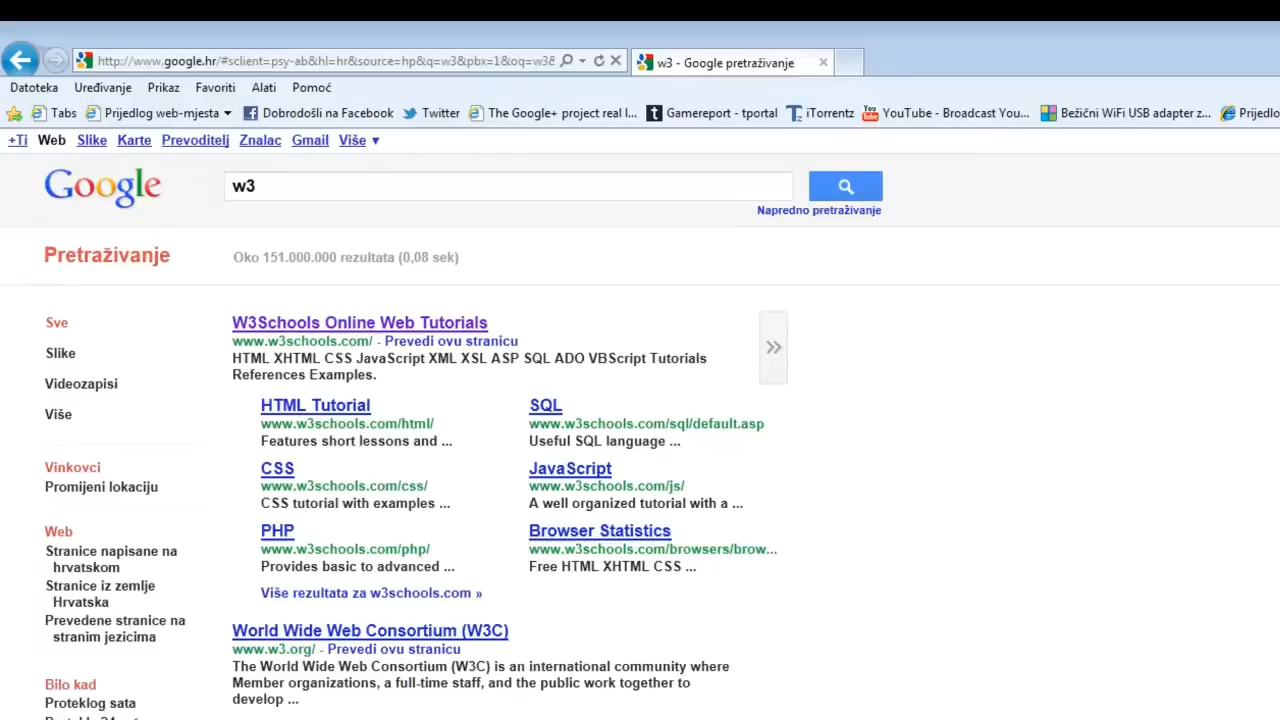 http://www.google.hr/#sclient=psy-ab&hl=hr&source=hp&q=w3&pbx=1&oq=w3&
w3 - Google pretraživanje
Datoteka Uređivanje Prikaz Favoriti Alati Pomoć
Tabs Prijedlog web-mjesta Dobrodošli na Facebook Twitter The Google+ project real l... Gamereport - tportal iTorrentz YouTube - Broadcast You... Bežični WiFi USB adapter z... Prijedlo
+Ti Web Slike Karte Prevoditelj Znalac Gmail Više
Google w3
Napredno pretraživanje
Pretraživanje Oko 151.000.000 rezultata (0,08 sek)
Sve
Slike
Videozapisi
Više
Vinkovci
Promijeni lokaciju
Web
Stranice napisane na
hrvatskom
Stranice iz zemlje
Hrvatska
Prevedene stranice na
stranim jezicima
Bilo kad
Proteklog sata
W3Schools Online Web Tutorials
www.w3schools.com/ - Prevedi ovu stranicu
HTML XHTML CSS JavaScript XML XSL ASP SQL ADO VBScript Tutorials
References Examples.
HTML Tutorial
www.w3schools.com/html/
Features short lessons and ...
SQL
www.w3schools.com/sql/default.asp
Useful SQL language ...
CSS
www.w3schools.com/css/
CSS tutorial with examples ...
JavaScript
www.w3schools.com/js/
A well organized tutorial with a ...
PHP
www.w3schools.com/php/
Provides basic to advanced ...
Browser Statistics
www.w3schools.com/browsers/brow...
Free HTML XHTML CSS ...
Više rezultata za w3schools.com »
World Wide Web Consortium (W3C)
www.w3.org/ - Prevedi ovu stranicu
The World Wide Web Consortium (W3C) is an international community where
Member organizations, a full-time staff, and the public work together to
develop ...